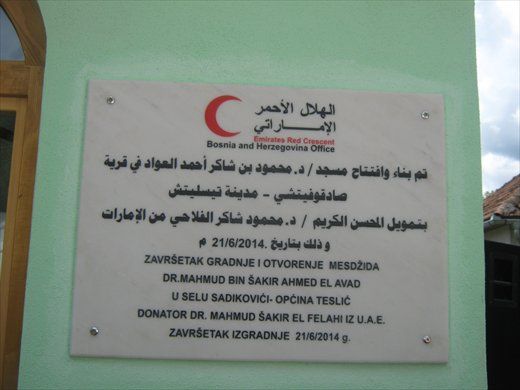 الهلال الأحمر
الإماراتي
Emirates Red Crescent
Bosnia and Herzegovina Office
تم بناء وافتتاح مسجد / د. محمود بن شاكر أحمد العواد في قرية
صادقوفيتشي - مدينة تيسليتش
بتمويل المحسن الكريم / د. محمود شاكر الفلاحي من الإمارات
و ذلك بتاريخ .21/6/2014 م
ZAVRŠETAK GRADNJE I OTVORENJE MESDŽIDA
DR.MAHMUD BIN ŠAKIR AHMED EL AVAD
U SELU SADIKOVIĆI- OPĆINA TESLIĆ
DONATOR DR. MAHMUD ŠAKIR EL FELAHI IZ U.A.E.
ZAVRŠETAK IZGRADNJE 21/6/2014 g.